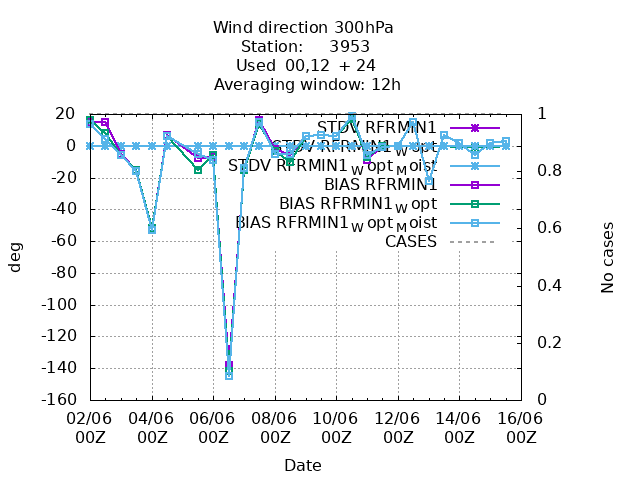 Wind direction 300hPa
Station: 3953
Used 00,12 + 24
Averaging window: 12h
20
0
-20
-40
-60
-80
-100
-120
-140
-160
deg
1
0.8
0.6
0.4
0.2
0
No cases
STDV RFRMIN1
STDV RFRMIN1_W opt
STDV RFRMIN1_W opt_M oist
BIAS RFRMIN1
BIAS RFRMIN1_W opt
BIAS RFRMIN1_W opt_M oist
CASES
02/06 04/06 06/06 08/06 10/06 12/06 14/06 16/06
00Z 00Z 00Z 00Z 00Z 00Z 00Z 00Z
Date